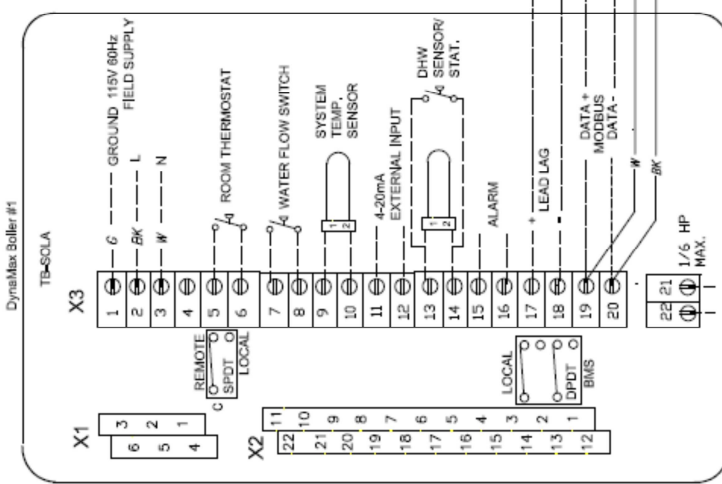 DynaMax Boiler #1
TB-SOLA
X3
1
2
3
4
5
6
7
8
9
10
11
12
13
14
15
16
17
18
19
20
21
22
G
GROUND 115V 60Hz
FIELD SUPPLY
BK
L
W
N
ROOM THERMOSTAT
WATER FLOW SWITCH
SYSTEM
TEMP.
SENSOR
1
2
4-20mA
EXTERNAL INPUT
DHW
SENSOR/
STAT.
1
2
ALARM
+
LEAD LAG
-
DATA +
MODBUS
DATA-
W
BK
1/6 HP
MAX.
REMOTE
SPDT
LOCAL
C
LOCAL
DPDT
BMS
X1
3
2
1
6
5
4
X2
11
10
9
8
7
6
5
4
3
2
1
22
21
20
19
18
17
16
15
14
13
12